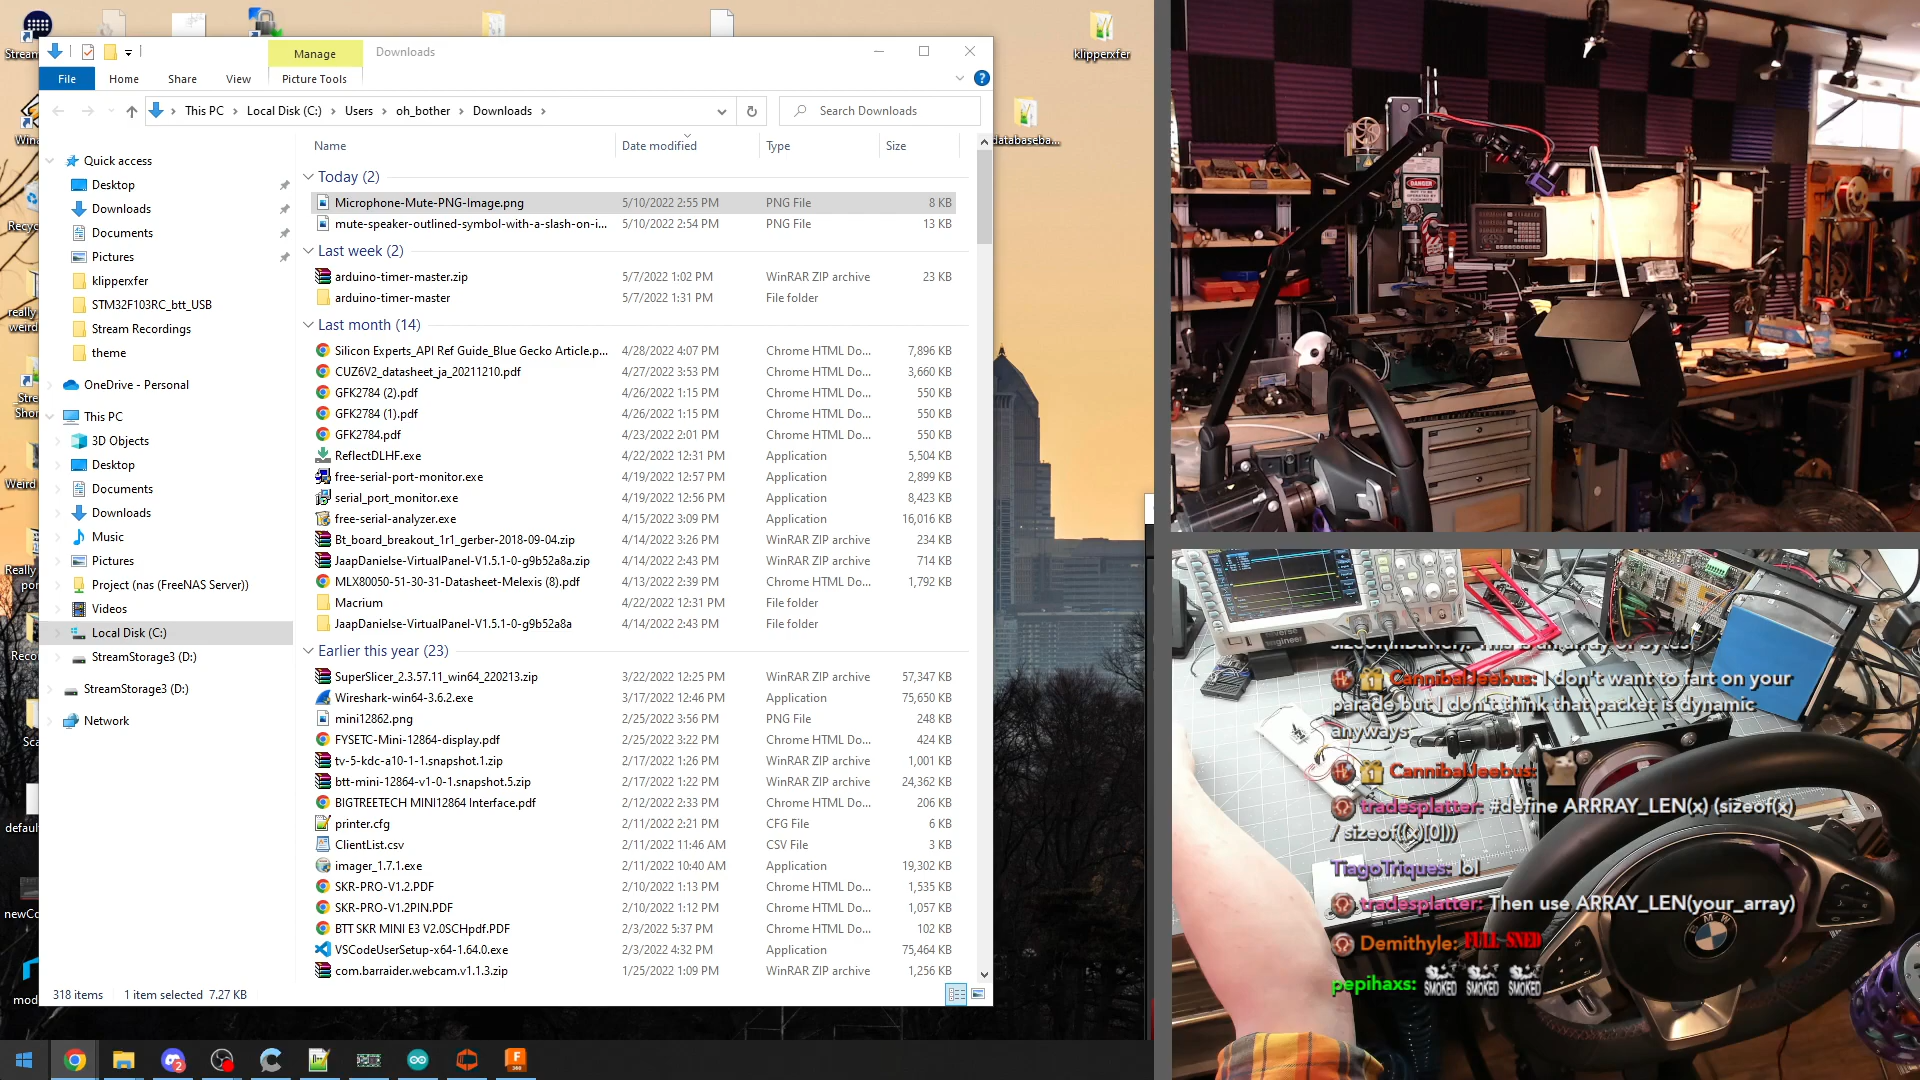 Manage
Downloads
File
Home
Share
View
Picture Tools
This PC
Local Disk (C:)
Users
oh_bother
Downloads
Search Downloads
Name
Date modified
Type
Size
Quick access
Desktop
Downloads
Documents
Pictures
klipperxfer
STM32F103RC_btt_USB
Stream Recordings
theme
OneDrive - Personal
This PC
3D Objects
Desktop
Documents
Downloads
Music
Pictures
Project (nas (FreeNAS Server))
Videos
Local Disk (C:)
StreamStorage3 (D:)
StreamStorage3 (D:)
Network
Today (2)
Microphone-Mute-PNG-Image.png 5/10/2022 2:55 PM PNG File 8 KB
mute-speaker-outlined-symbol-with-a-slash-on-i... 5/10/2022 2:54 PM PNG File 13 KB
Last week (2)
arduino-timer-master.zip 5/7/2022 1:02 PM WinRAR ZIP archive 23 KB
arduino-timer-master 5/7/2022 1:31 PM File folder
Last month (14)
Silicon Experts_API Ref Guide_Blue Gecko Article.p... 4/28/2022 4:07 PM Chrome HTML Do... 7,896 KB
CUZ6V2_datasheet_ja_20211210.pdf 4/27/2022 3:53 PM Chrome HTML Do... 3,660 KB
GFK2784 (2).pdf 4/26/2022 1:15 PM Chrome HTML Do... 550 KB
GFK2784 (1).pdf 4/26/2022 1:15 PM Chrome HTML Do... 550 KB
GFK2784.pdf 4/23/2022 2:01 PM Chrome HTML Do... 550 KB
ReflectDLHF.exe 4/22/2022 12:31 PM Application 5,504 KB
free-serial-port-monitor.exe 4/19/2022 12:57 PM Application 2,899 KB
serial_port_monitor.exe 4/19/2022 12:56 PM Application 8,423 KB
free-serial-analyzer.exe 4/15/2022 3:09 PM Application 16,016 KB
Bt_board_breakout_1r1_gerber-2018-09-04.zip 4/14/2022 3:26 PM WinRAR ZIP archive 234 KB
JaapDanielse-VirtualPanel-V1.5.1-0-g9b52a8a.zip 4/14/2022 2:43 PM WinRAR ZIP archive 714 KB
MLX80050-51-30-31-Datasheet-Melexis (8).pdf 4/13/2022 2:39 PM Chrome HTML Do... 1,792 KB
Macrium 4/22/2022 12:31 PM File folder
JaapDanielse-VirtualPanel-V1.5.1-0-g9b52a8a 4/14/2022 2:43 PM File folder
Earlier this year (23)
SuperSlicer_2.3.57.11_win64_220213.zip 3/22/2022 12:25 PM WinRAR ZIP archive 57,347 KB
Wireshark-win64-3.6.2.exe 3/17/2022 12:46 PM Application 75,650 KB
mini12862.png 2/25/2022 3:56 PM PNG File 248 KB
FYSETC-Mini-12864-display.pdf 2/25/2022 3:22 PM Chrome HTML Do... 424 KB
tv-5-kdc-a10-1-1.snapshot.1.zip 2/17/2022 1:26 PM WinRAR ZIP archive 1,001 KB
btt-mini-12864-v1-0-1.snapshot.5.zip 2/17/2022 1:22 PM WinRAR ZIP archive 24,362 KB
BIGTREETECH MINI12864 Interface.pdf 2/12/2022 2:33 PM Chrome HTML Do... 206 KB
printer.cfg 2/11/2022 2:21 PM CFG File 6 KB
ClientList.csv 2/11/2022 11:46 AM CSV File 3 KB
imager_1.7.1.exe 2/11/2022 10:40 AM Application 19,302 KB
SKR-PRO-V1.2.PDF 2/10/2022 1:13 PM Chrome HTML Do... 1,535 KB
SKR-PRO-V1.2PIN.PDF 2/10/2022 1:12 PM Chrome HTML Do... 1,057 KB
BTT SKR MINI E3 V2.0SCHpdf.PDF 2/3/2022 5:37 PM Chrome HTML Do... 102 KB
VSCodeUserSetup-x64-1.64.0.exe 2/3/2022 4:32 PM Application 75,464 KB
com.barraider.webcam.v1.1.3.zip 1/25/2022 1:09 PM WinRAR ZIP archive 1,256 KB
318 items
1 item selected 7.27 KB
klipperxfer
databaseba...
DANGER
reverse
engineer
CannibalJeebus: I don't want to fart on your
parade but I don't think that packet is dynamic
anyways
CannibalJeebus:
tradesplatter: #define ARRRAY_LEN(x) (sizeof(x)
/ sizeof((x)[0]))
TiagoTriques: lol
tradesplatter: Then use ARRAY_LEN(your_array)
Demithyle: FULL SNED
pepihaxs: SMOKED SMOKED SMOKED
BMW